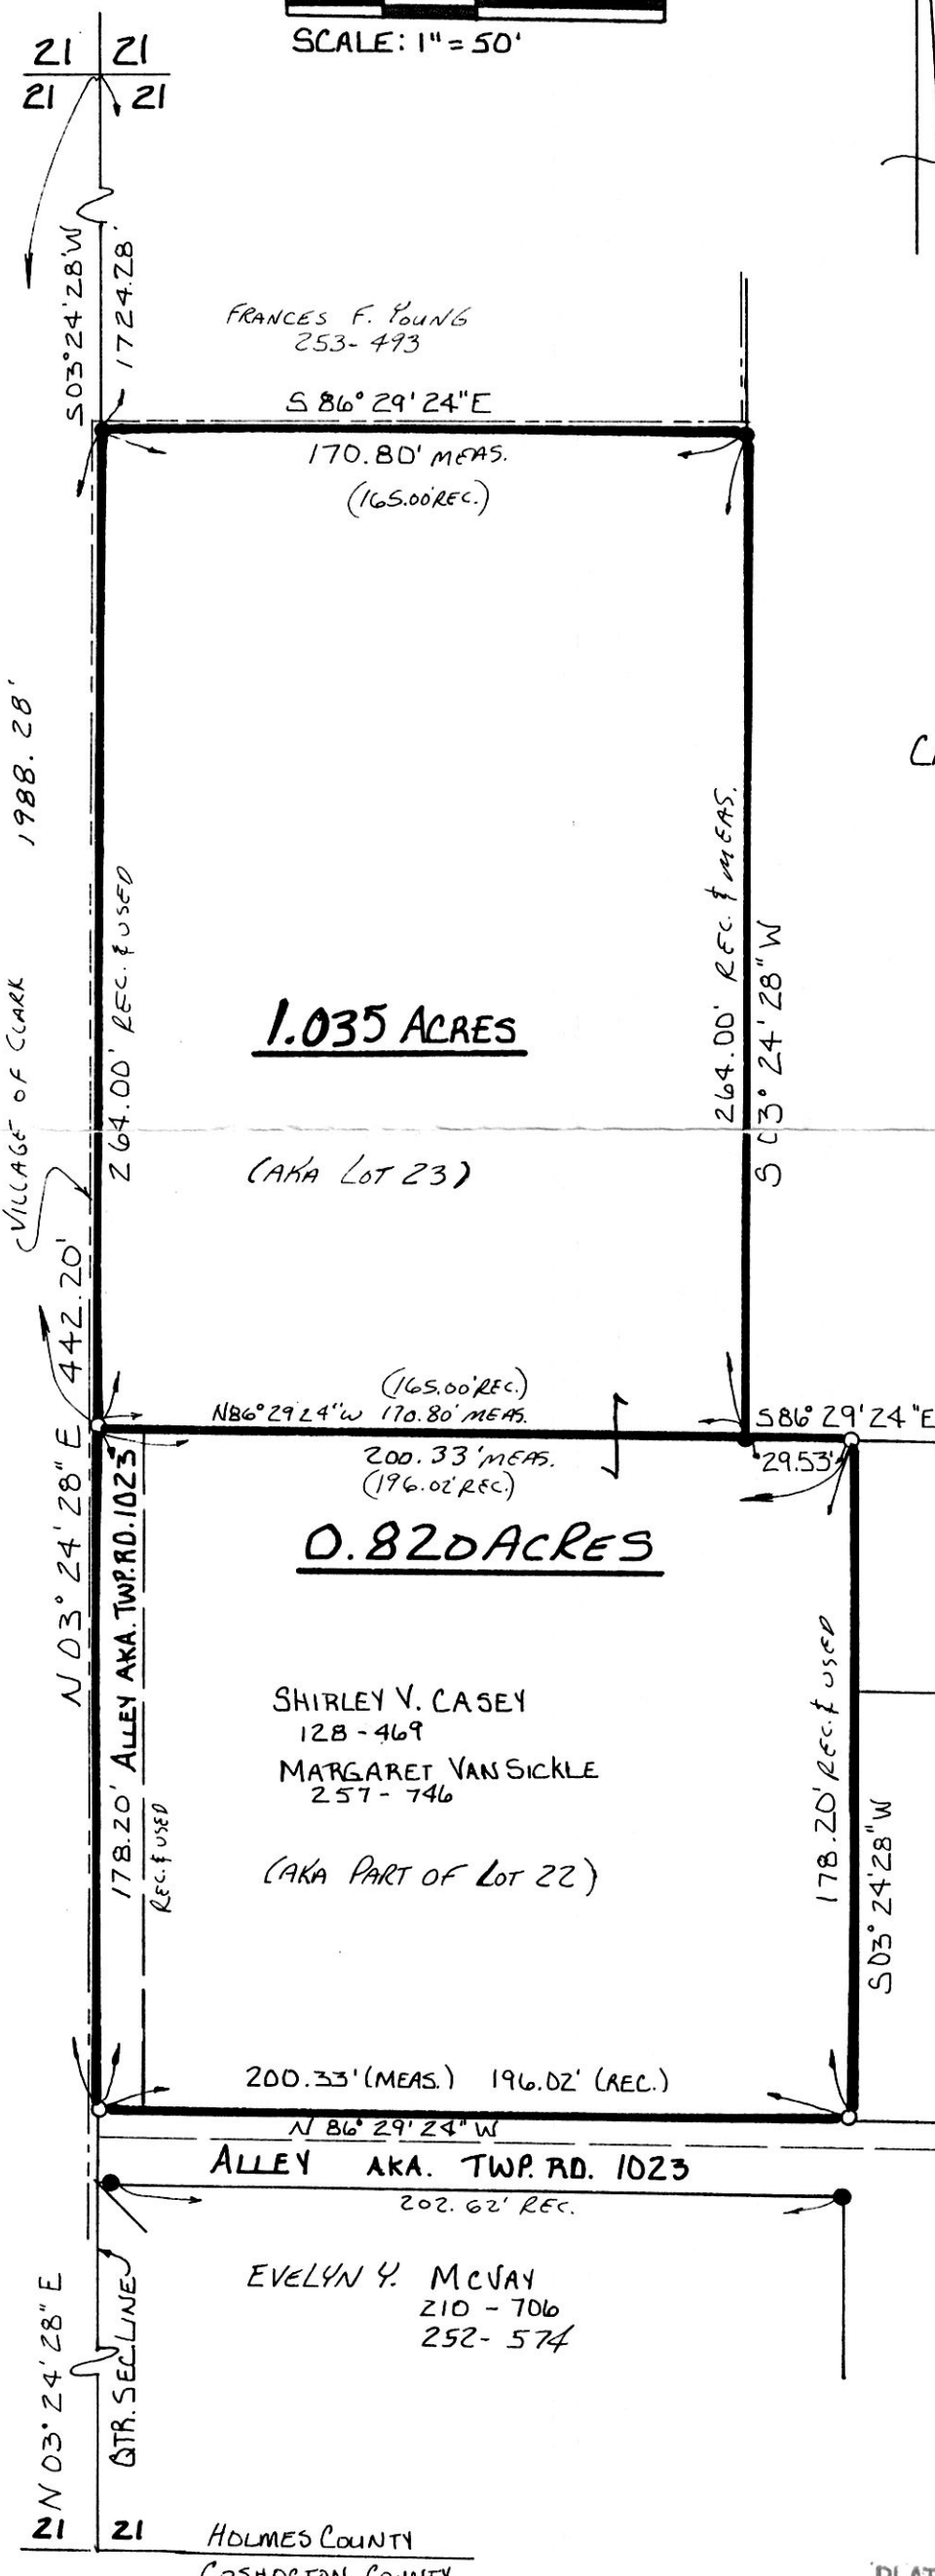 SCALE: 1" = 50'
21 21
21 21
S03°24'28"W
1724.28'
FRANCES F. YOUNG
253-493
S 86° 29' 24" E
170.80' MEAS.
(165.00' REC.)
1988.28'
VILLAGE OF CLARK
264.00' REC. & USED
264.00' REC. & MEAS.
S 03° 24' 28" W
1.035 ACRES
(AKA LOT 23)
442.20'
N 03° 24' 28" E
(165.00' REC.)
N86°29'24"W 170.80' MEAS.
S86°29'24"E
200.33' MEAS.
29.53'
(196.02' REC.)
0.820 ACRES
178.20' ALLEY AKA. TWP. RD. 1023
REC. & USED
SHIRLEY V. CASEY
128-469
MARGARET VAN SICKLE
257-746
(AKA PART OF LOT 22)
178.20' REC. & USED
S03°24'28"W
200.33' (MEAS.) 196.02' (REC.)
N 86° 29' 24" W
ALLEY AKA. TWP. RD. 1023
202.62' REC.
EVELYN Y. MCVAY
210-706
252-574
N 03° 24' 28" E
QTR. SEC. LINE
21 21
HOLMES COUNTY
COSHOCTON COUNTY